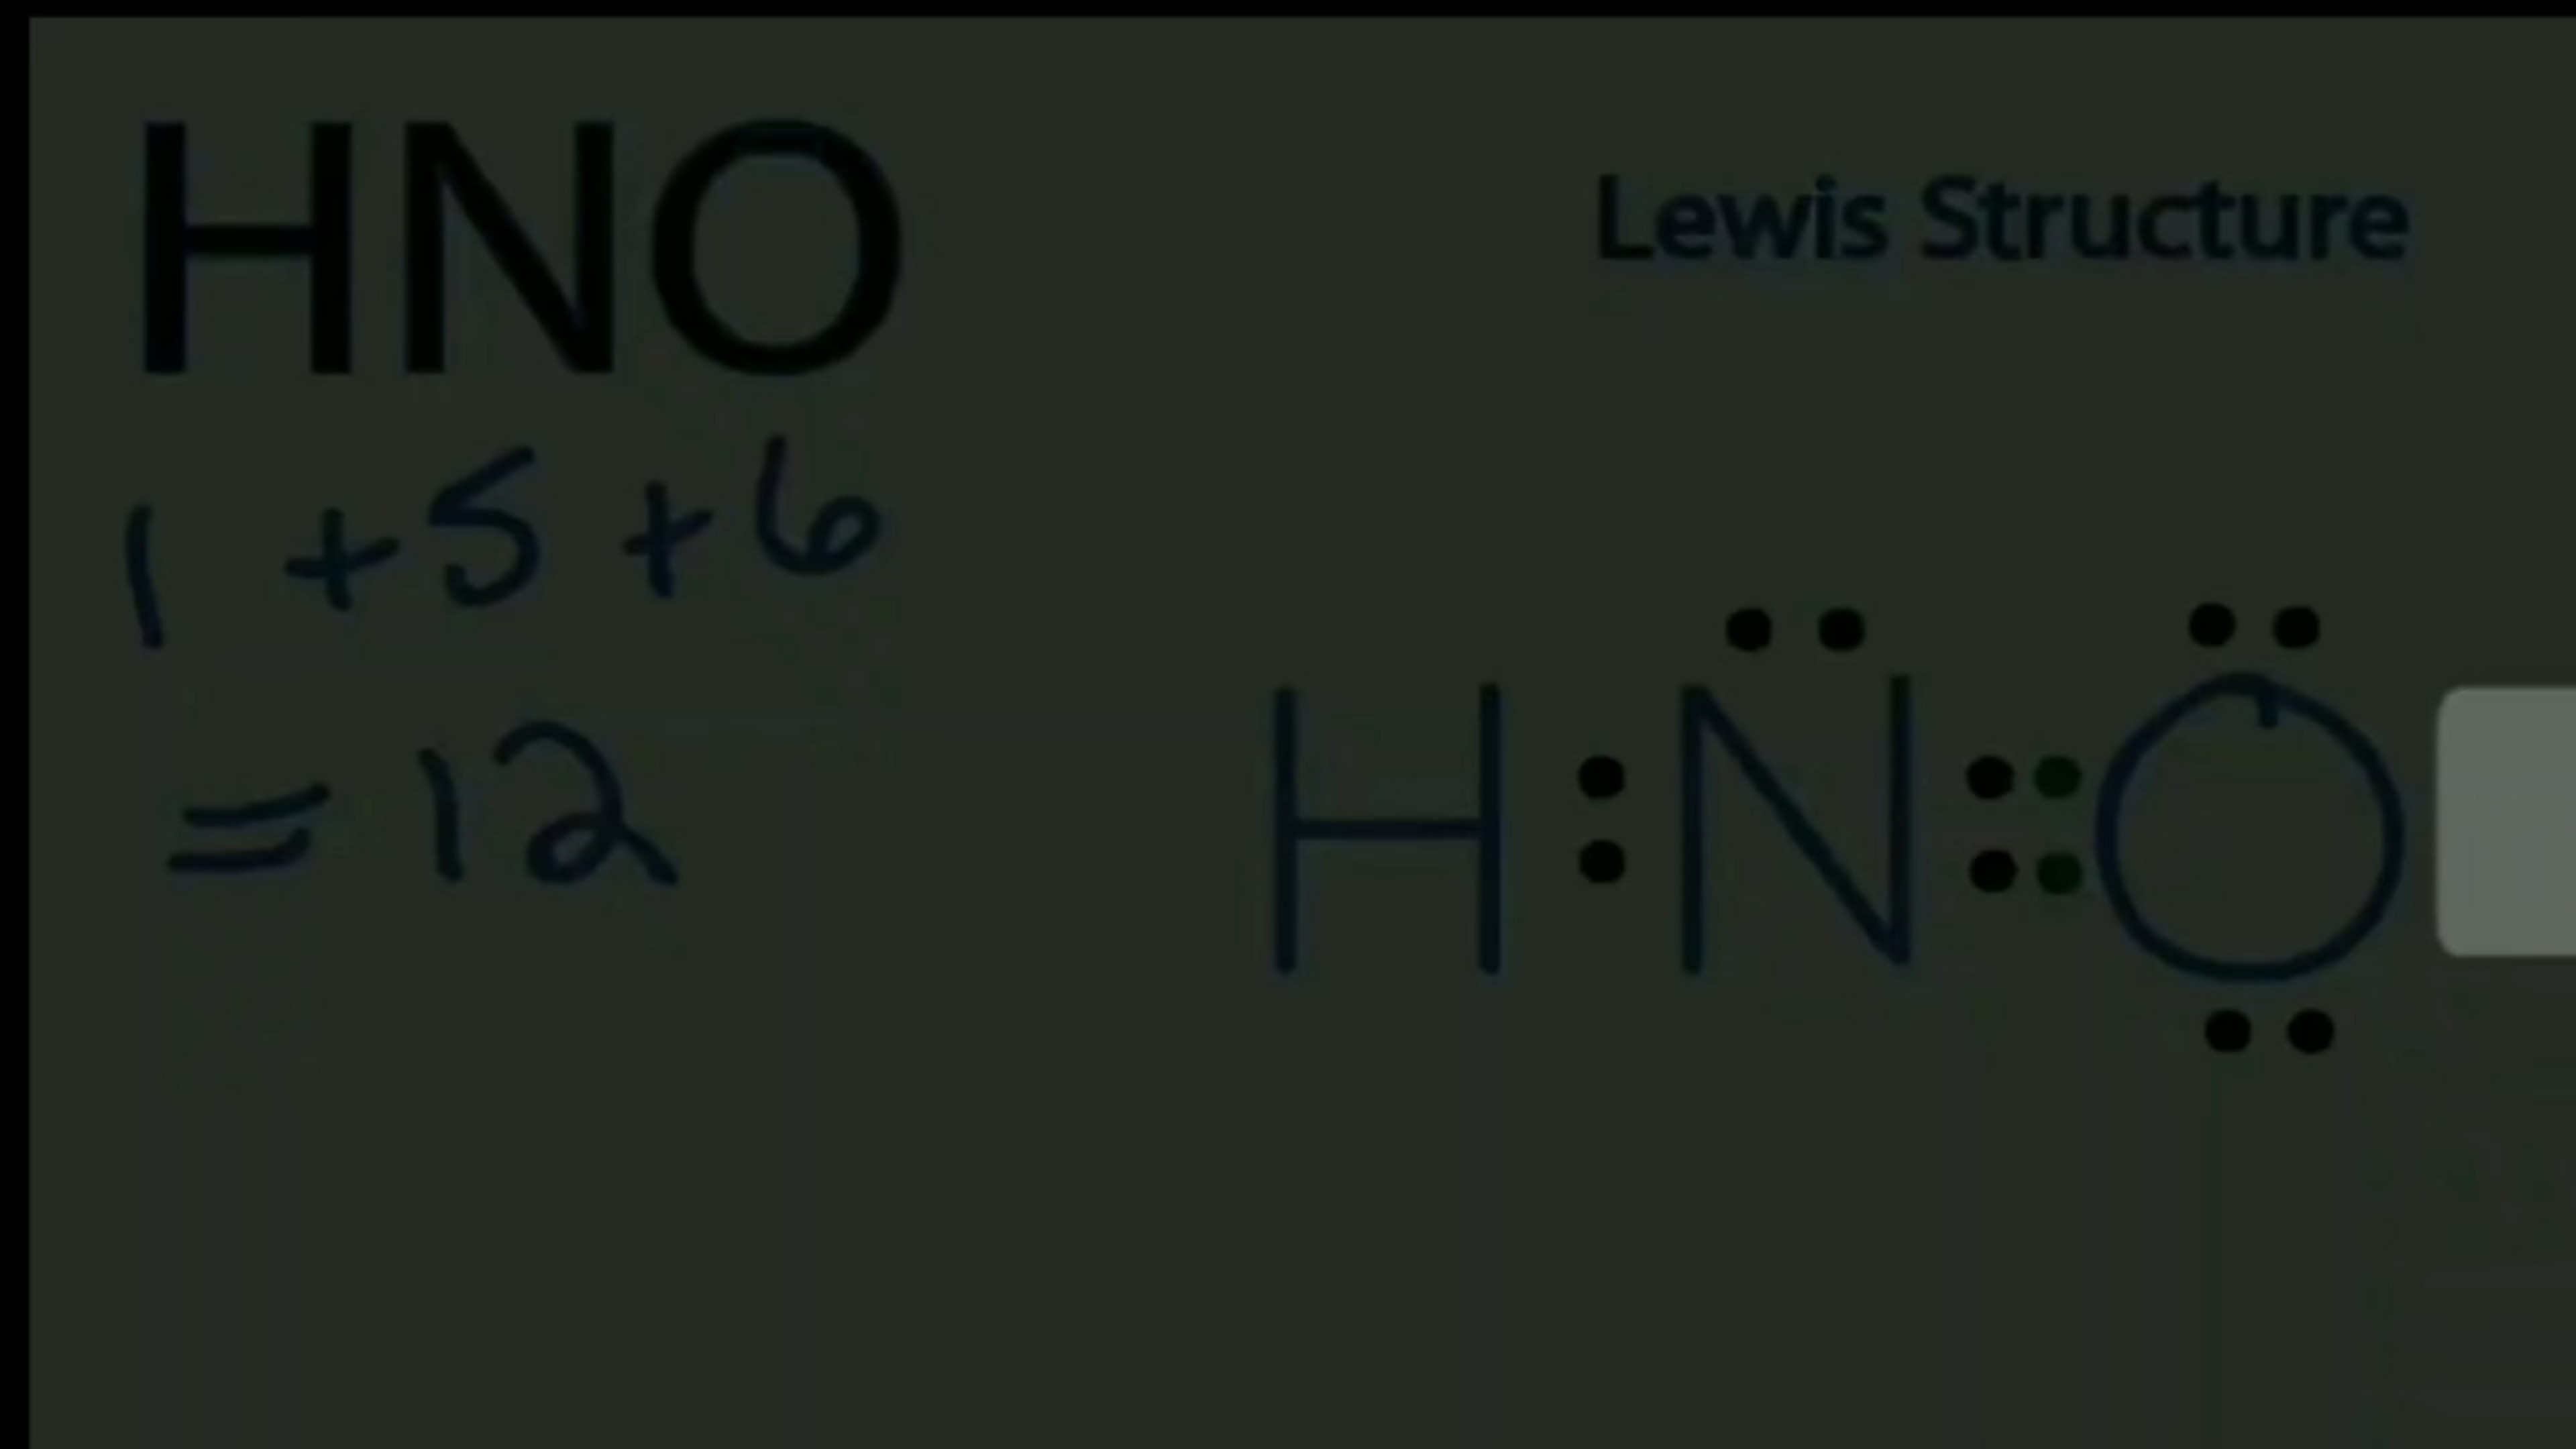 HNO
Lewis Structure
1 + 5 + 6
= 12
H : N :: O